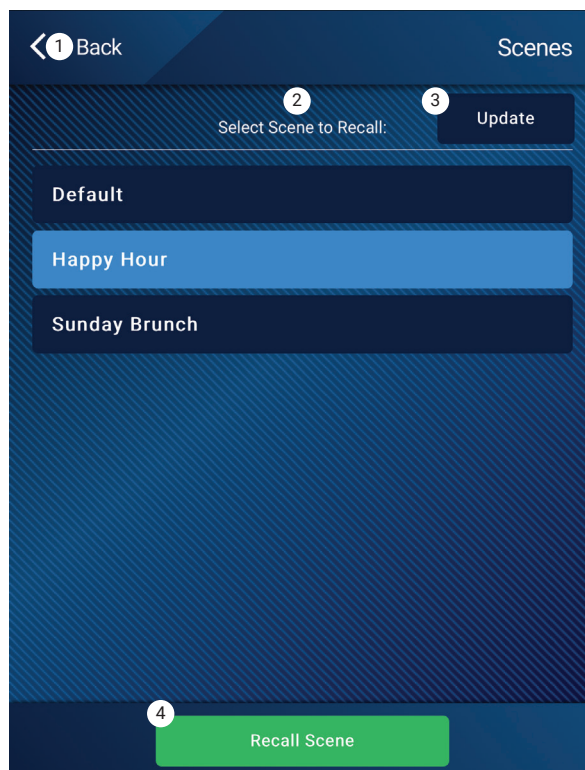 1 Back Scenes
2
3
Select Scene to Recall:
Update
Default
Happy Hour
Sunday Brunch
4
Recall Scene